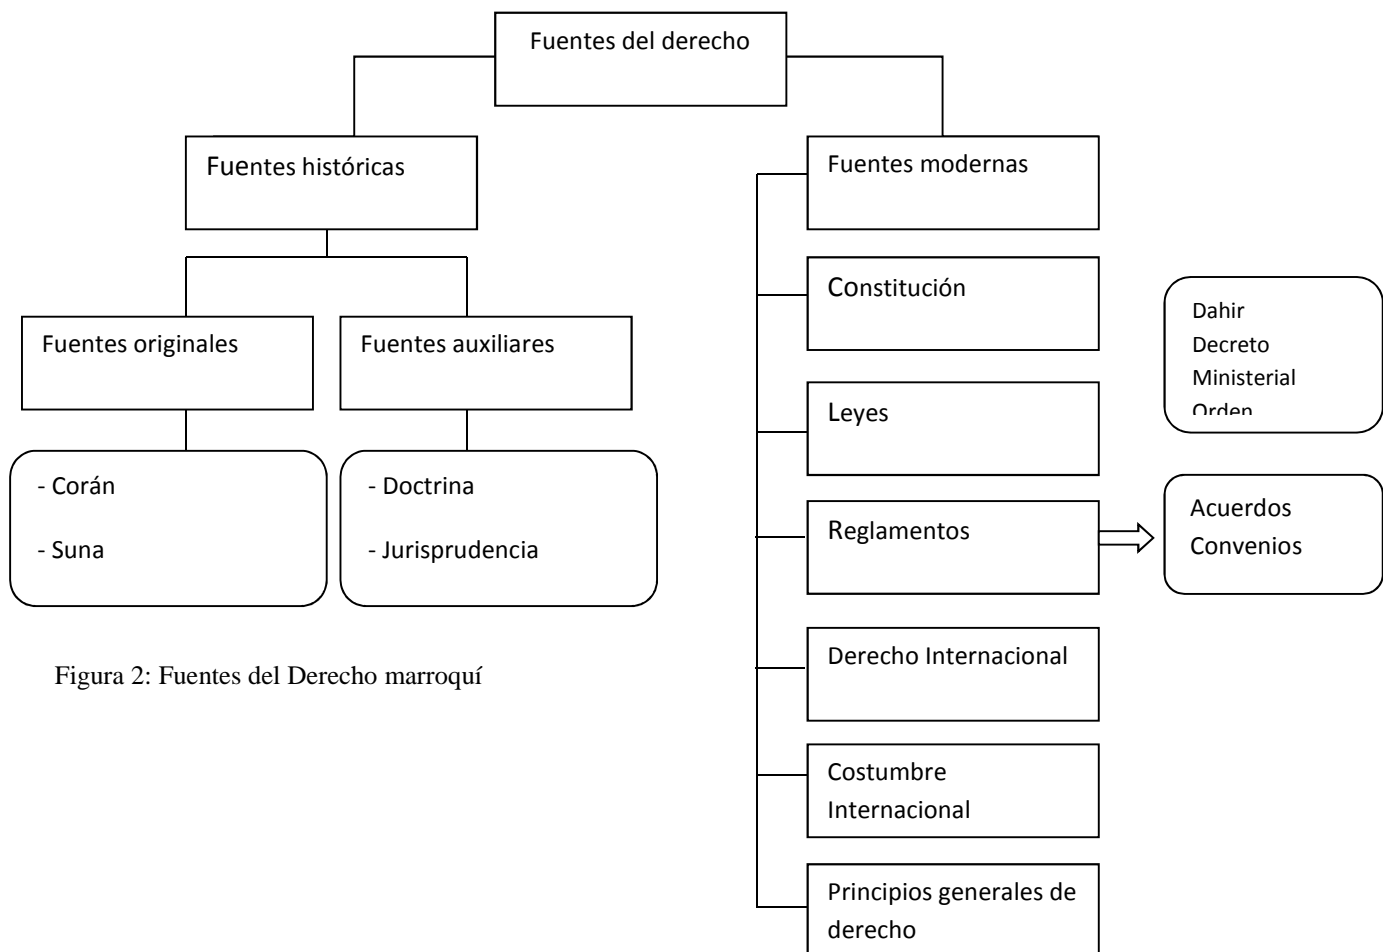 Fuentes del derecho
Fuentes históricas
Fuentes originales
- Corán
- Suna
Fuentes auxiliares
- Doctrina
- Jurisprudencia
Fuentes modernas
Constitución
Leyes
Reglamentos
Derecho Internacional
Costumbre
Internacional
Principios generales de
derecho
Dahir
Decreto
Ministerial
Orden
Acuerdos
Convenios
Figura 2: Fuentes del Derecho marroquí